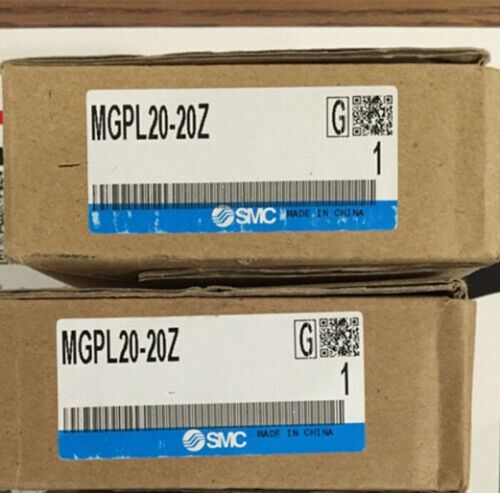 MGPL20-20Z
G
1
SMC MADE IN CHINA
MGPL20-20Z
G
1
SMC MADE IN CHINA